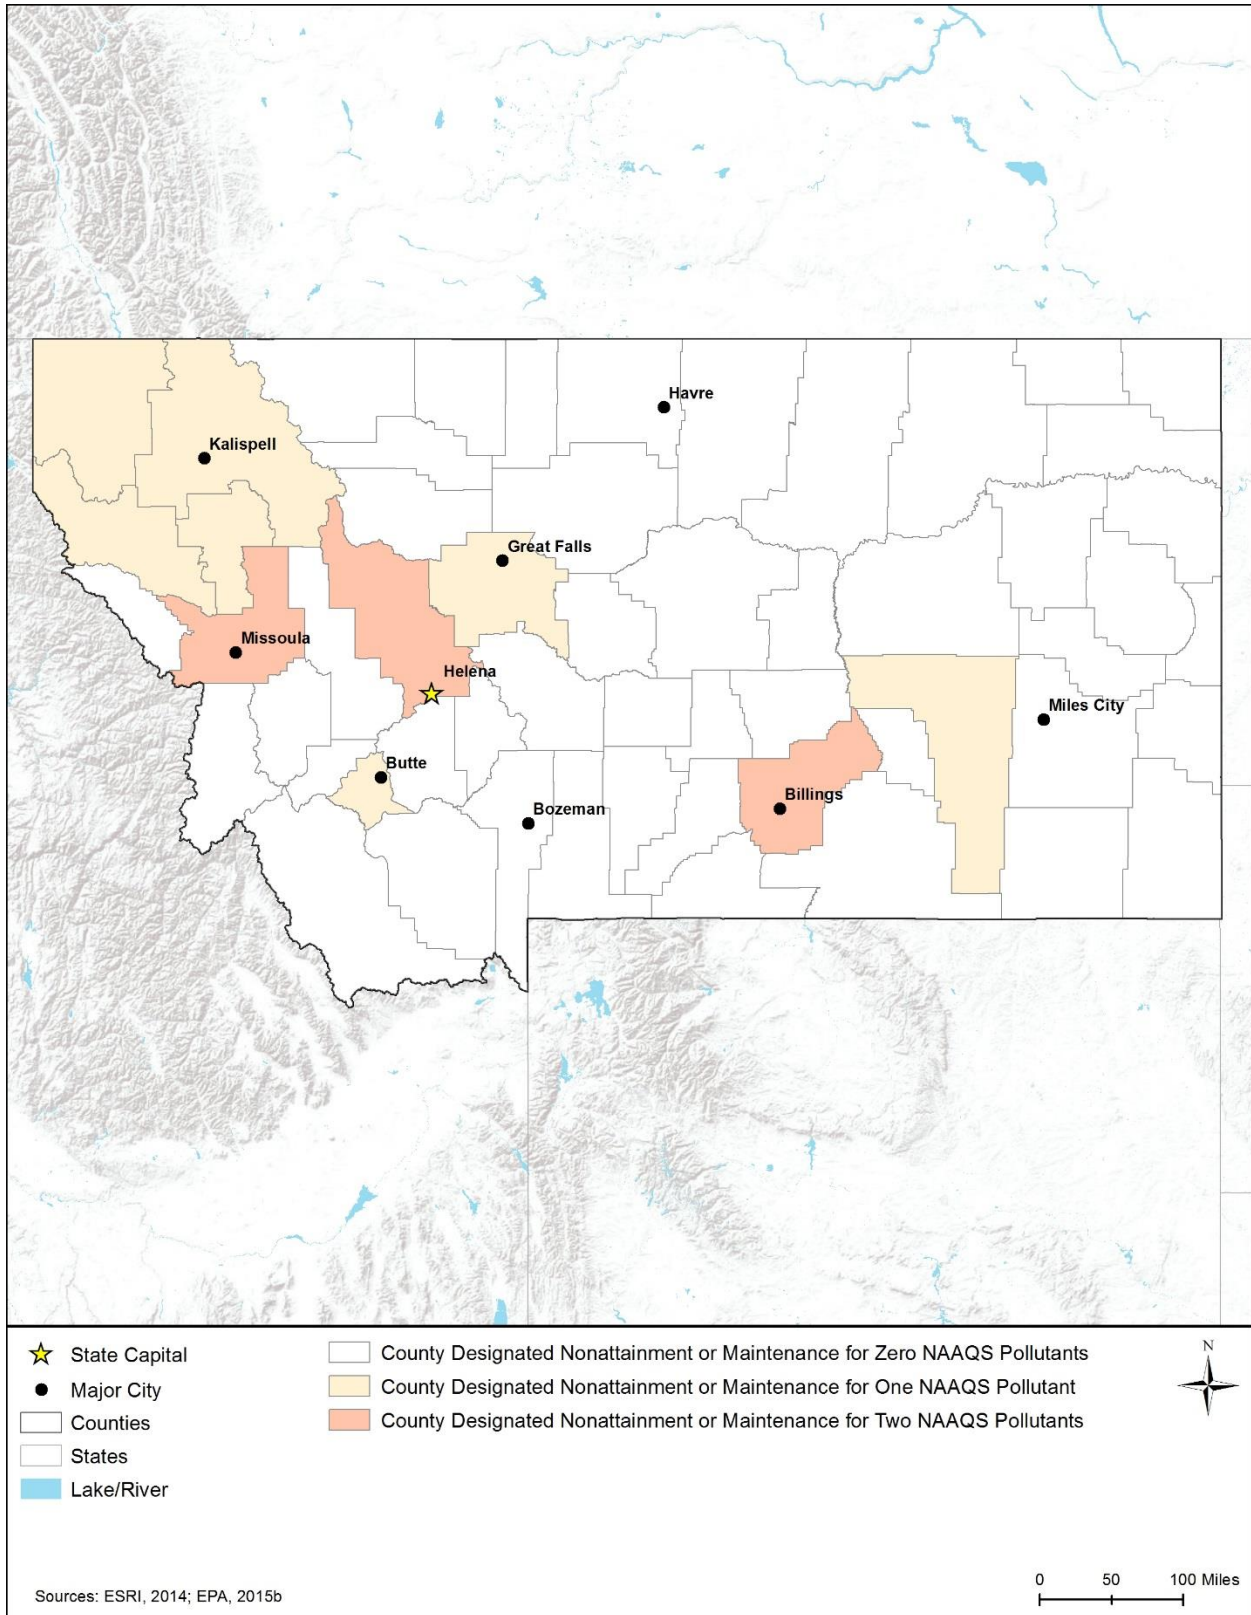 Havre
Kalispell
Great Falls
Missoula
Helena
Miles City
Butte
Billings
Bozeman
State Capital
Major City
Counties
States
Lake/River
County Designated Nonattainment or Maintenance for Zero NAAQS Pollutants
County Designated Nonattainment or Maintenance for One NAAQS Pollutant
County Designated Nonattainment or Maintenance for Two NAAQS Pollutants
N
Sources: ESRI, 2014; EPA, 2015b
0 50 100 Miles